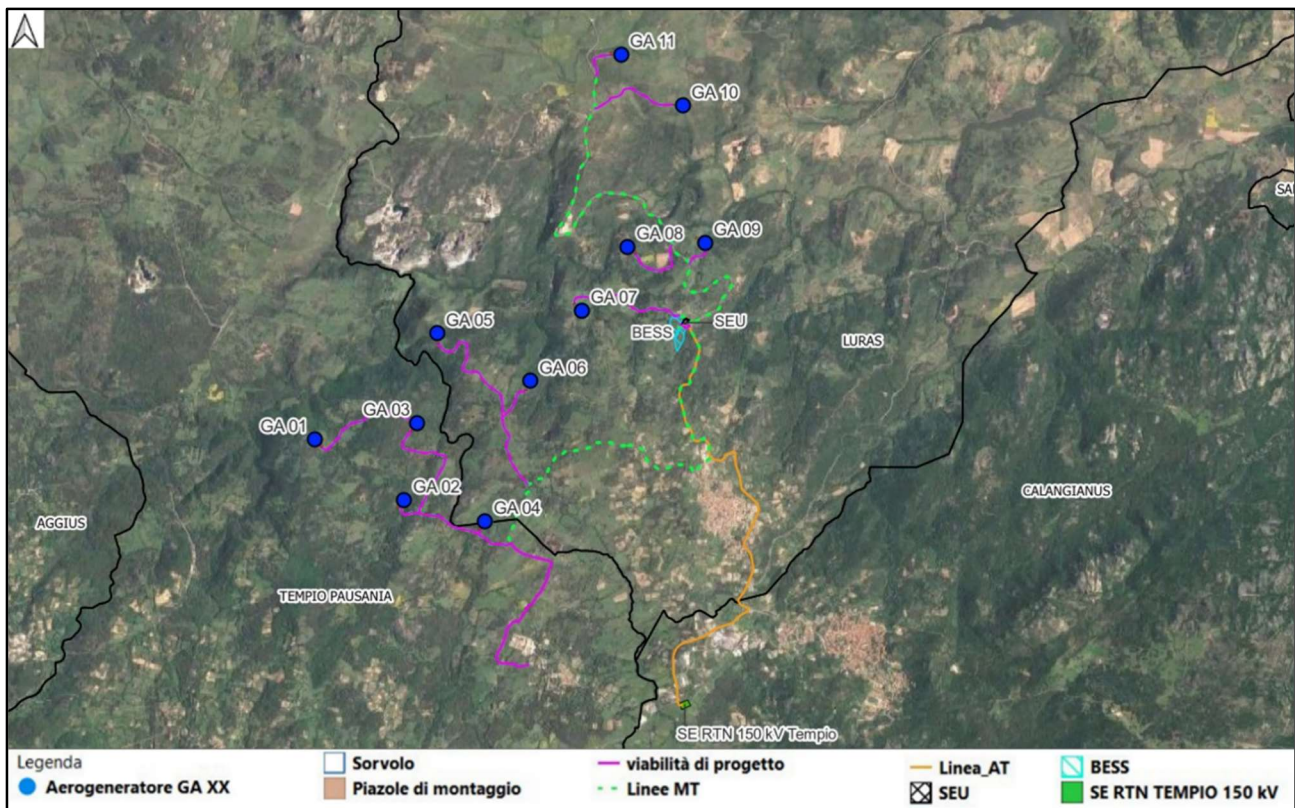 GA 11
GA 10
GA 08
GA 09
GA 07
GA 05
SEU
BESS
LURAS
GA 06
GA 03
GA 01
GA 02
GA 04
CALANGIANUS
AGGIUS
TEMPIO PAUSANIA
SE RTN 150 kV Tempio
Legenda
Aerogeneratore GA XX
Sorvolo
Piazole di montaggio
viabilità di progetto
Linee MT
Linea_AT
SEU
BESS
SE RTN TEMPIO 150 kV